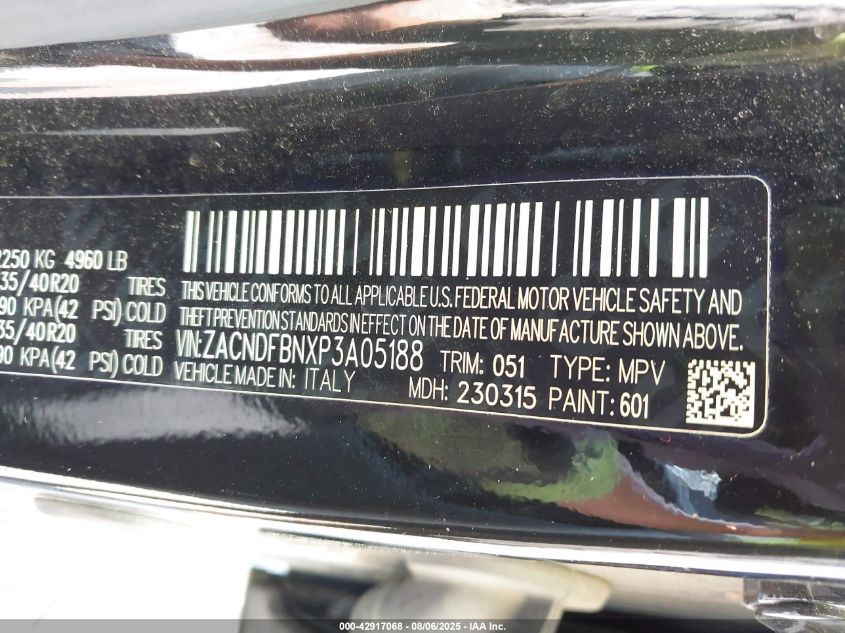 2250 KG 4960 LB
35/40R20 TIRES
90 KPA(42 PSI) COLD
35/40R20 TIRES
90 KPA(42 PSI) COLD
THIS VEHICLE CONFORMS TO ALL APPLICABLE U.S. FEDERAL MOTOR VEHICLE SAFETY AND
THEFT PREVENTION STANDARDS IN EFFECT ON THE DATE OF MANUFACTURE SHOWN ABOVE.
VIN:ZACNDFBNXP3A05188 TRIM: 051 TYPE: MPV
VEHICLE MADE IN: ITALY MDH: 230315 PAINT: 601
000-42917068 - 08/06/2025 - IAA Inc.